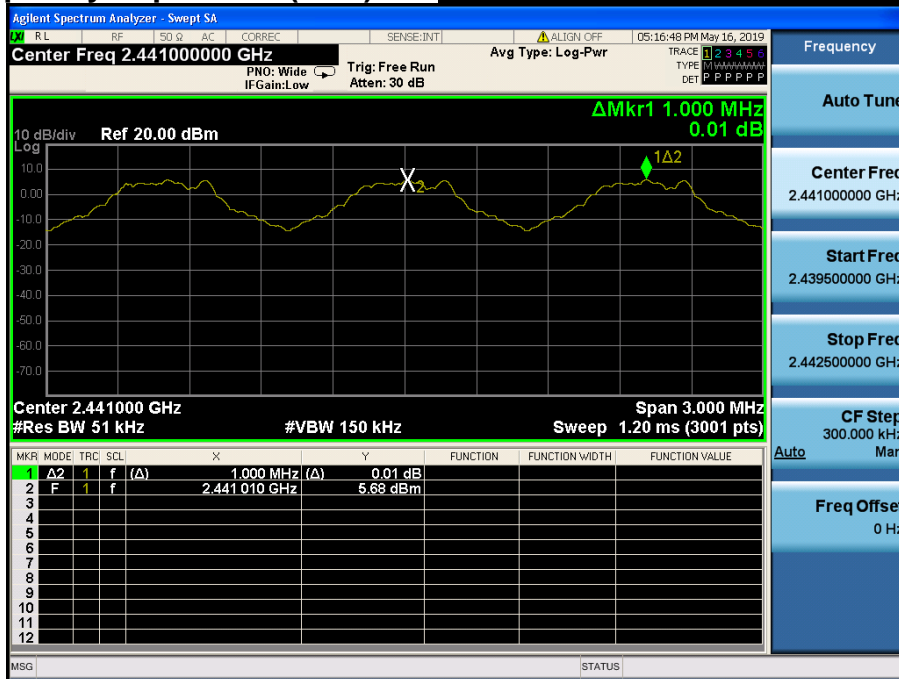 Agilent Spectrum Analyzer - Swept SA
LXI RL RF 50 Ω AC CORREC SENSE:INT ALIGN OFF 05:16:48 PM May 16, 2019
Center Freq 2.441000000 GHz
PNO: Wide
IFGain:Low
Trig: Free Run
Atten: 30 dB
Avg Type: Log-Pwr
TRACE 1 2 3 4 5 6
TYPE M WWWWW
DET P P P P P P
ΔMkr1 1.000 MHz
0.01 dB
10 dB/div Ref 20.00 dBm
Log
1Δ2
10.0
X2
0.00
-10.0
-20.0
-30.0
-40.0
-50.0
-60.0
-70.0
Center 2.441000 GHz Span 3.000 MHz
#Res BW 51 kHz #VBW 150 kHz Sweep 1.20 ms (3001 pts)
MKR MODE TRC SCL X Y FUNCTION FUNCTION WIDTH FUNCTION VALUE
1 Δ2 1 f (Δ) 1.000 MHz (Δ) 0.01 dB
2 F 1 f 2.441 010 GHz 5.68 dBm
3
4
5
6
7
8
9
10
11
12
MSG STATUS
Frequency
Auto Tune
Center Freq
2.441000000 GHz
Start Freq
2.439500000 GHz
Stop Freq
2.442500000 GHz
CF Step
300.000 kHz
Auto Man
Freq Offset
0 Hz